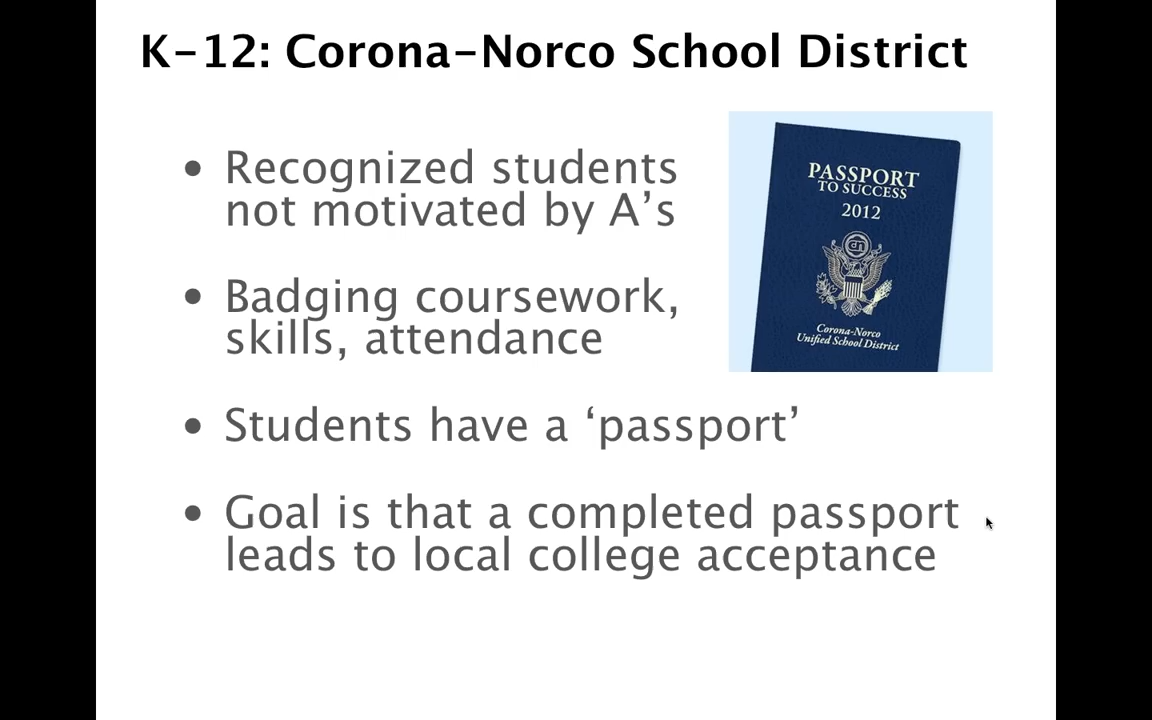 K-12: Corona-Norco School District
• Recognized students
not motivated by A’s
• Badging coursework,
skills, attendance
• Students have a ‘passport’
• Goal is that a completed passport
leads to local college acceptance
PASSPORT
TO SUCCESS
2012
Corona-Norco
Unified School District